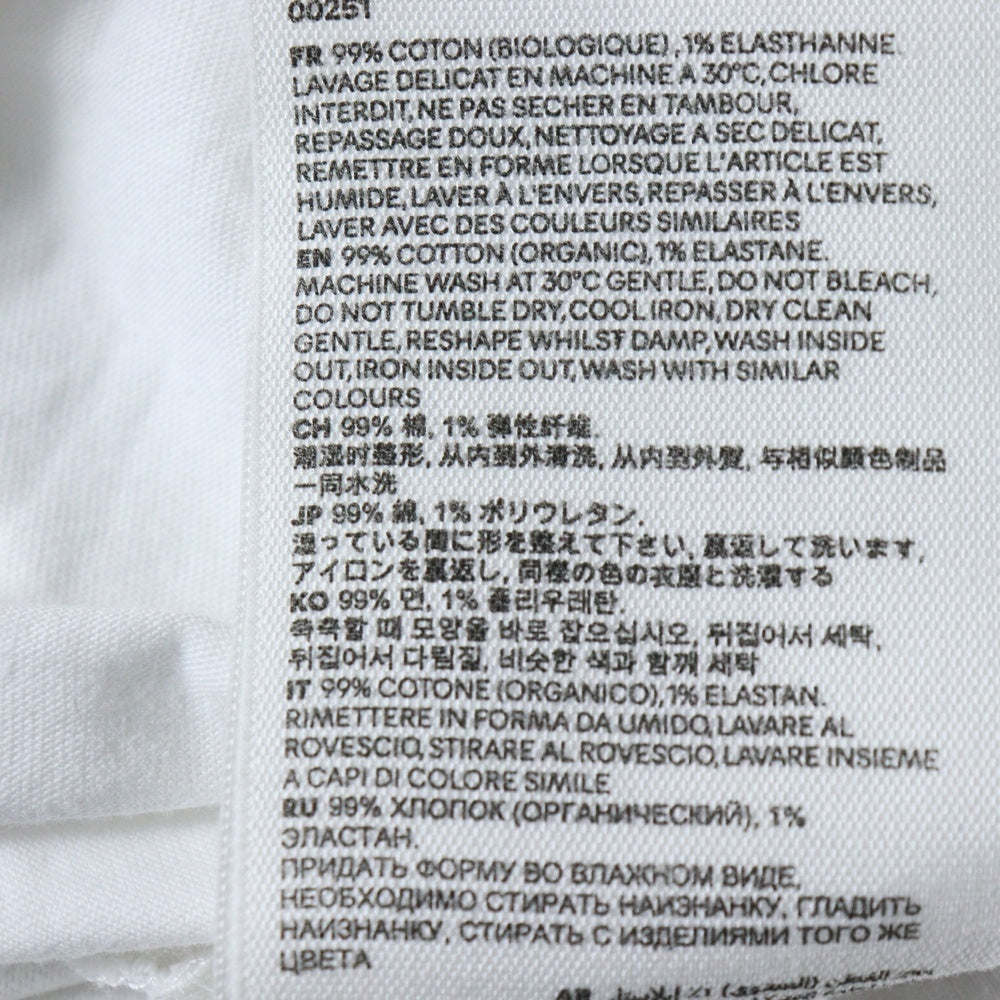 00251
FR 99% COTON (BIOLOGIQUE), 1% ELASTHANNE.
LAVAGE DELICAT EN MACHINE A 30°C, CHLORE
INTERDIT, NE PAS SECHER EN TAMBOUR,
REPASSAGE DOUX, NETTOYAGE A SEC DELICAT,
REMETTRE EN FORME LORSQUE L'ARTICLE EST
HUMIDE, LAVER À L'ENVERS, REPASSER À L'ENVERS,
LAVER AVEC DES COULEURS SIMILAIRES
EN 99% COTTON (ORGANIC), 1% ELASTANE.
MACHINE WASH AT 30°C GENTLE, DO NOT BLEACH,
DO NOT TUMBLE DRY, COOL IRON, DRY CLEAN
GENTLE, RESHAPE WHILST DAMP, WASH INSIDE
OUT, IRON INSIDE OUT, WASH WITH SIMILAR
COLOURS
CH 99% 棉, 1% 弹性纤维.
潮湿时整形, 从内到外清洗, 从内到外熨, 与相似颜色制品
一同水洗
JP 99% 綿, 1% ポリウレタン.
湿っている間に形を整えて下さい, 裏返して洗います,
アイロンを裏返し, 同様の色の衣服と洗濯する
KO 99% 면, 1% 폴리우레탄.
축축할 때 모양을 바로 잡으십시오, 뒤집어서 세탁,
뒤집어서 다림질, 비슷한 색과 함께 세탁
IT 99% COTONE (ORGANICO), 1% ELASTAN.
RIMETTERE IN FORMA DA UMIDO, LAVARE AL
ROVESCIO, STIRARE AL ROVESCIO, LAVARE INSIEME
A CAPI DI COLORE SIMILE
RU 99% ХЛОПОК (ОРГАНИЧЕСКИЙ), 1%
ЭЛАСТАН.
ПРИДАТЬ ФОРМУ ВО ВЛАЖНОМ ВИДЕ,
НЕОБХОДИМО СТИРАТЬ НАИЗНАНКУ, ГЛАДИТЬ
НАИЗНАНКУ, СТИРАТЬ С ИЗДЕЛИЯМИ ТОГО ЖЕ
ЦВЕТА